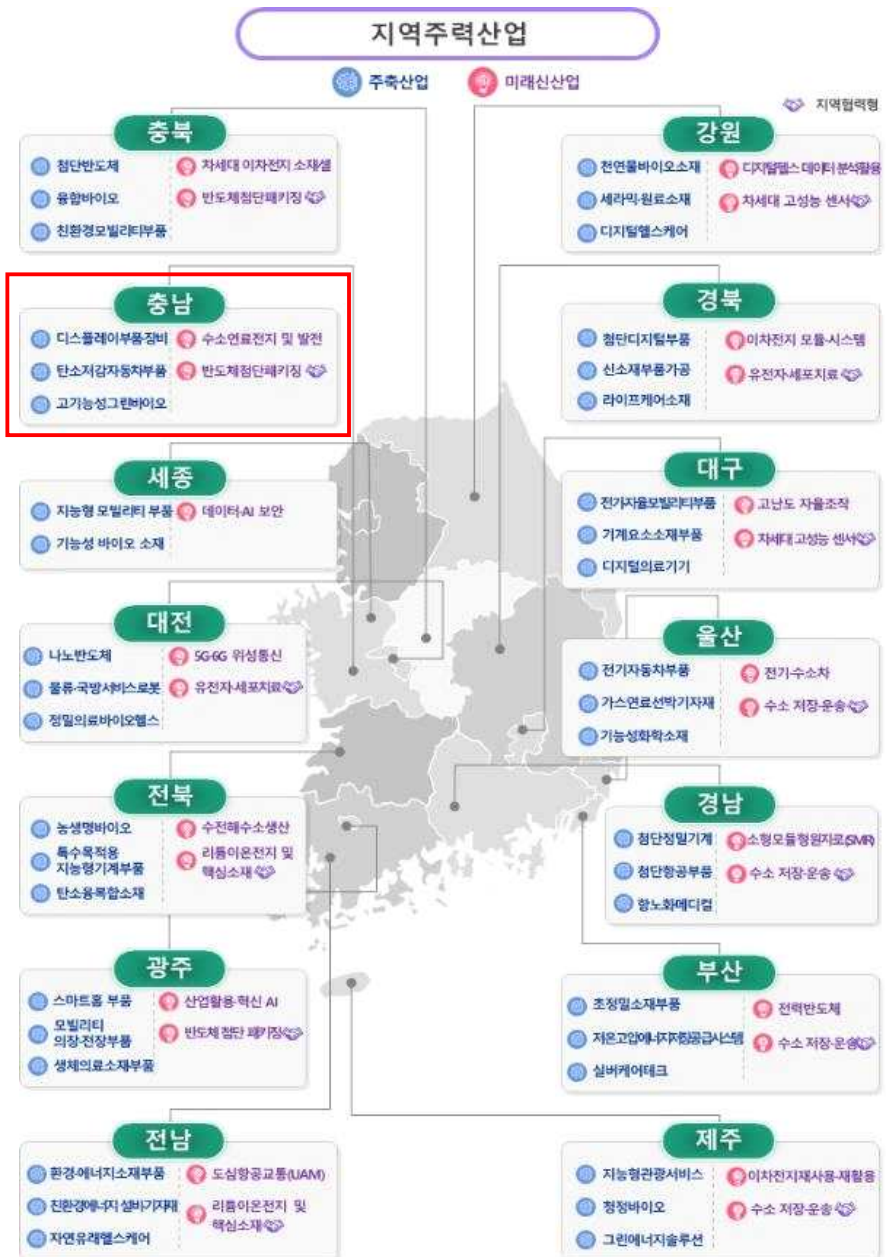 지역주력산업
주축산업
미래신산업
지역협력형
충북
첨단반도체
차세대 이차전지 소재·셀
융합바이오
반도체첨단패키징
친환경모빌리티부품
충남
디스플레이부품·장비
수소연료전지 및 발전
탄소저감자동차부품
반도체첨단패키징
고기능성그린바이오
세종
지능형 모빌리티 부품
데이터·AI 보안
기능성 바이오 소재
대전
나노반도체
5G·6G 위성통신
물류·국방서비스로봇
유전자·세포치료
정밀의료바이오헬스
전북
농생명바이오
수전해수소생산
특수목적용
지능형기계부품
리튬이온전지 및
핵심소재
탄소융복합소재
광주
스마트홈 부품
산업활용·혁신 AI
모빌리티
의장·전장부품
반도체 첨단 패키징
생체의료소재부품
전남
환경·에너지소재부품
도심항공교통(UAM)
친환경에너지 설비기자재
리튬이온전지 및
핵심소재
자연유래헬스케어
강원
천연물바이오소재
디지털헬스 데이터 분석활용
세라믹·원료소재
차세대 고성능 센서
디지털헬스케어
경북
첨단디지털부품
이차전지 모듈·시스템
신소재부품가공
유전자·세포치료
라이프케어소재
대구
전기자율모빌리티부품
고난도 자율조작
기계요소소재부품
차세대 고성능 센서
디지털의료기기
울산
전기자동차부품
전기·수소차
가스연료선박기자재
수소 저장·운송
기능성화학소재
경남
첨단정밀기계
소형모듈형원자로(SMR)
첨단항공부품
수소 저장·운송
항노화메디컬
부산
초정밀소재부품
전력반도체
저온고압에너지저장공급시스템
수소 저장·운송
실버케어테크
제주
지능형관광서비스
이차전지재사용·재활용
청정바이오
수소 저장·운송
그린에너지솔루션